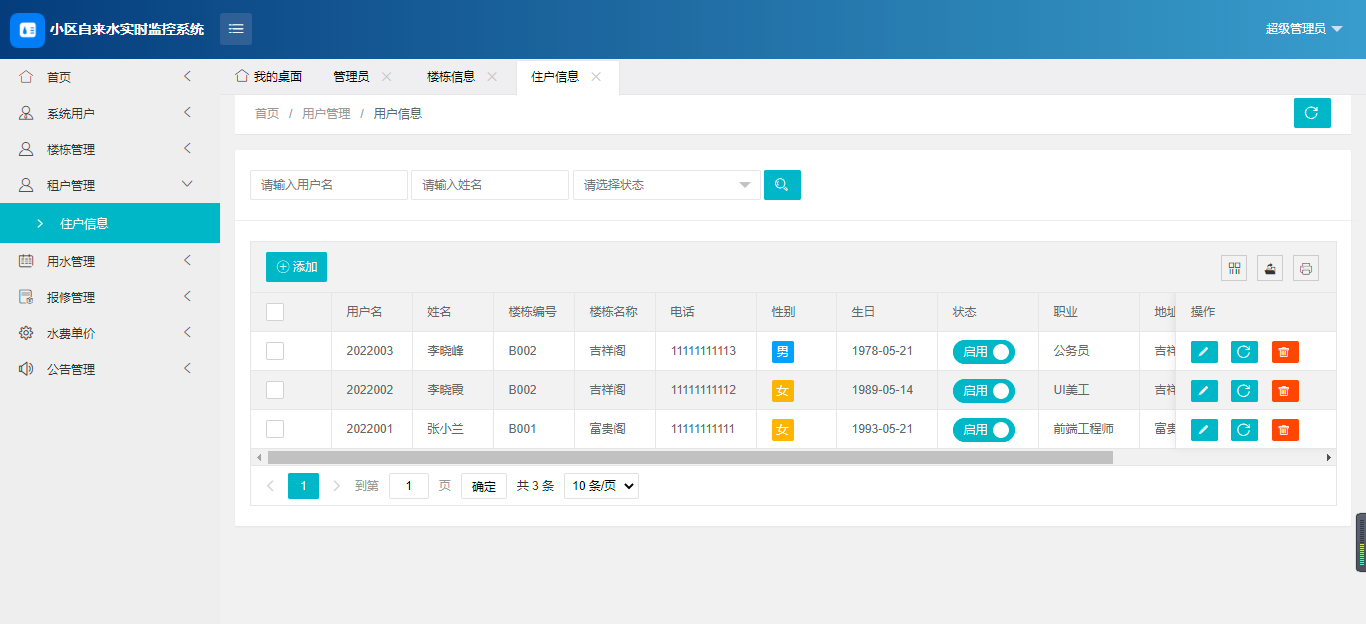 小区自来水实时监控系统
超级管理员
首页
系统用户
楼栋管理
租户管理
住户信息
用水管理
报修管理
水费单价
公告管理
我的桌面 管理员 楼栋信息 住户信息
首页 / 用户管理 / 用户信息
请输入用户名 请输入姓名 请选择状态
添加
用户名 姓名 楼栋编号 楼栋名称 电话 性别 生日 状态 职业 地址 操作
2022003 李晓峰 B002 吉祥阁 11111111113 男 1978-05-21 启用 公务员 吉祥
2022002 李晓霞 B002 吉祥阁 11111111112 女 1989-05-14 启用 UI美工 吉祥
2022001 张小兰 B001 富贵阁 11111111111 女 1993-05-21 启用 前端工程师 富贵
1 到第 1 页 确定 共 3 条 10 条/页